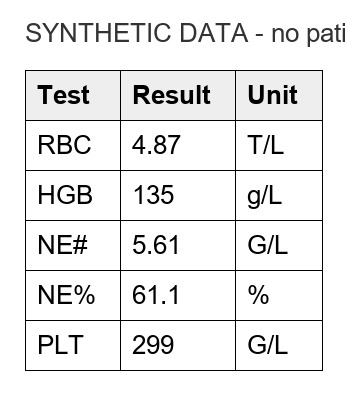 SYNTHETIC DATA - no pati
Test Result Unit
RBC 4.87 T/L
HGB 135 g/L
NE# 5.61 G/L
NE% 61.1 %
PLT 299 G/L